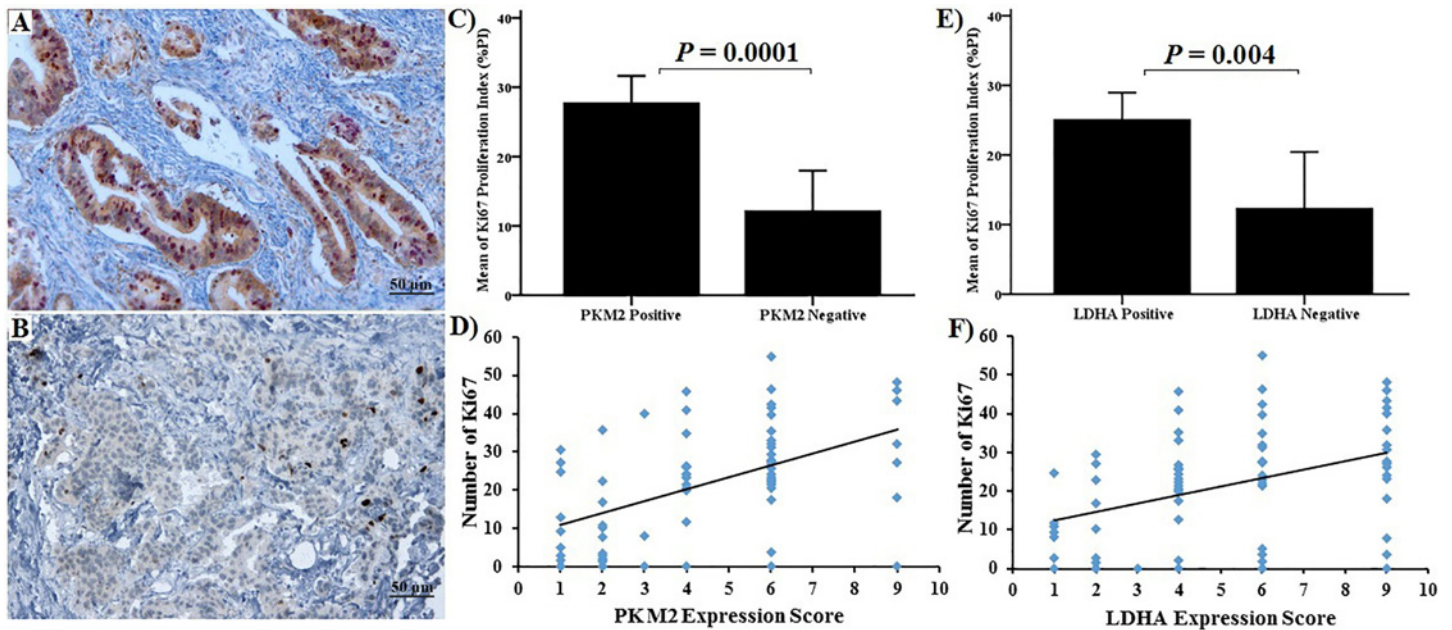 A
50 µm
B
50 µm
C)
Mean of Ki67 Proliferation Index (%PI)
40
30
20
10
0
P = 0.0001
PKM2 Positive
PKM2 Negative
D)
Number of Ki67
60
50
40
30
20
10
0
0 1 2 3 4 5 6 7 8 9 10
PKM2 Expression Score
E)
Mean of Ki67 Proliferation Index (%PI)
40
30
20
10
0
P = 0.004
LDHA Positive
LDHA Negative
F)
Number of Ki67
60
50
40
30
20
10
0
0 1 2 3 4 5 6 7 8 9 10
LDHA Expression Score